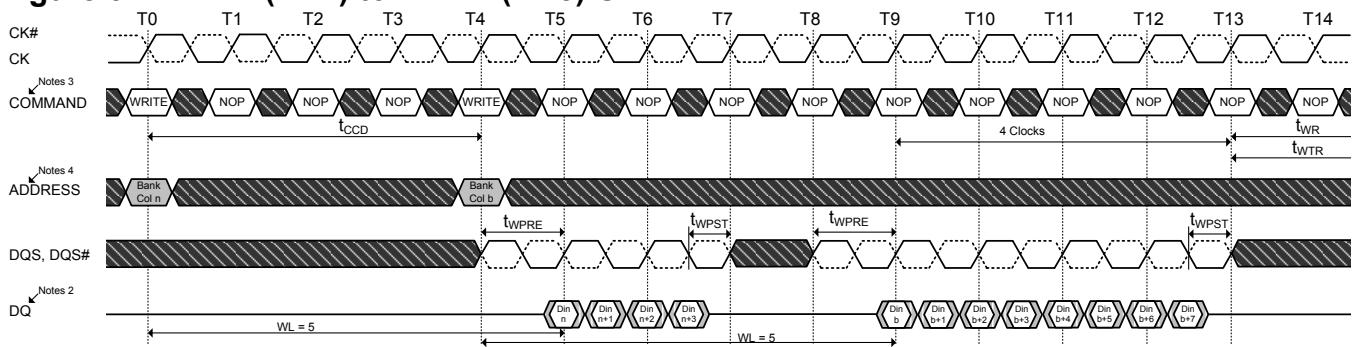 T0 T1 T2 T3 T4 T5 T6 T7 T8 T9 T10 T11 T12 T13 T14
CK#
CK
Notes 3
COMMAND WRITE NOP NOP NOP WRITE NOP NOP NOP NOP NOP NOP NOP NOP NOP NOP
tCCD 4 Clocks tWR
tWTR
Notes 4
ADDRESS
Bank Bank
Col n Col b
tWPRE tWPST tWPRE tWPST
DQS, DQS#
Notes 2
DQ
Din Din Din Din Din Din Din Din Din Din Din Din
n n+1 n+2 n+3 b b+1 b+2 b+3 b+4 b+5 b+6 b+7
WL = 5
WL = 5